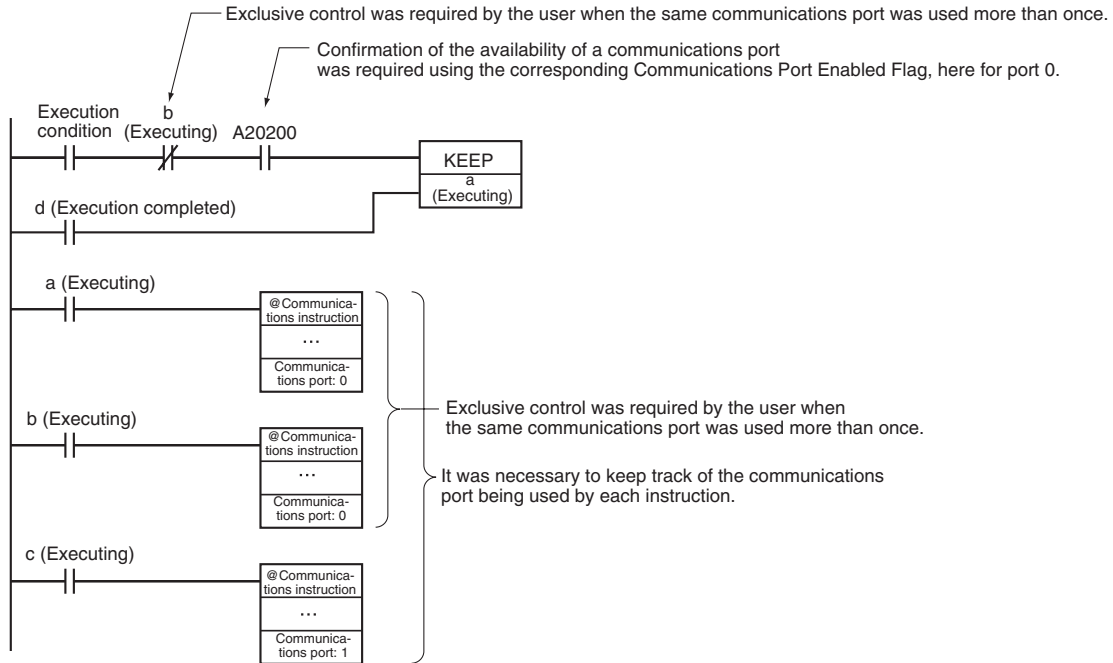 Exclusive control was required by the user when the same communications port was used more than once.
Confirmation of the availability of a communications port
was required using the corresponding Communications Port Enabled Flag, here for port 0.
Execution
condition
b
(Executing)
A20200
KEEP
a
(Executing)
d (Execution completed)
a (Executing)
@Communica-
tions instruction
...
Communica-
tions port: 0
b (Executing)
@Communica-
tions instruction
...
Communica-
tions port: 0
Exclusive control was required by the user when
the same communications port was used more than once.
It was necessary to keep track of the communications
port being used by each instruction.
c (Executing)
@Communica-
tions instruction
...
Communica-
tions port: 1